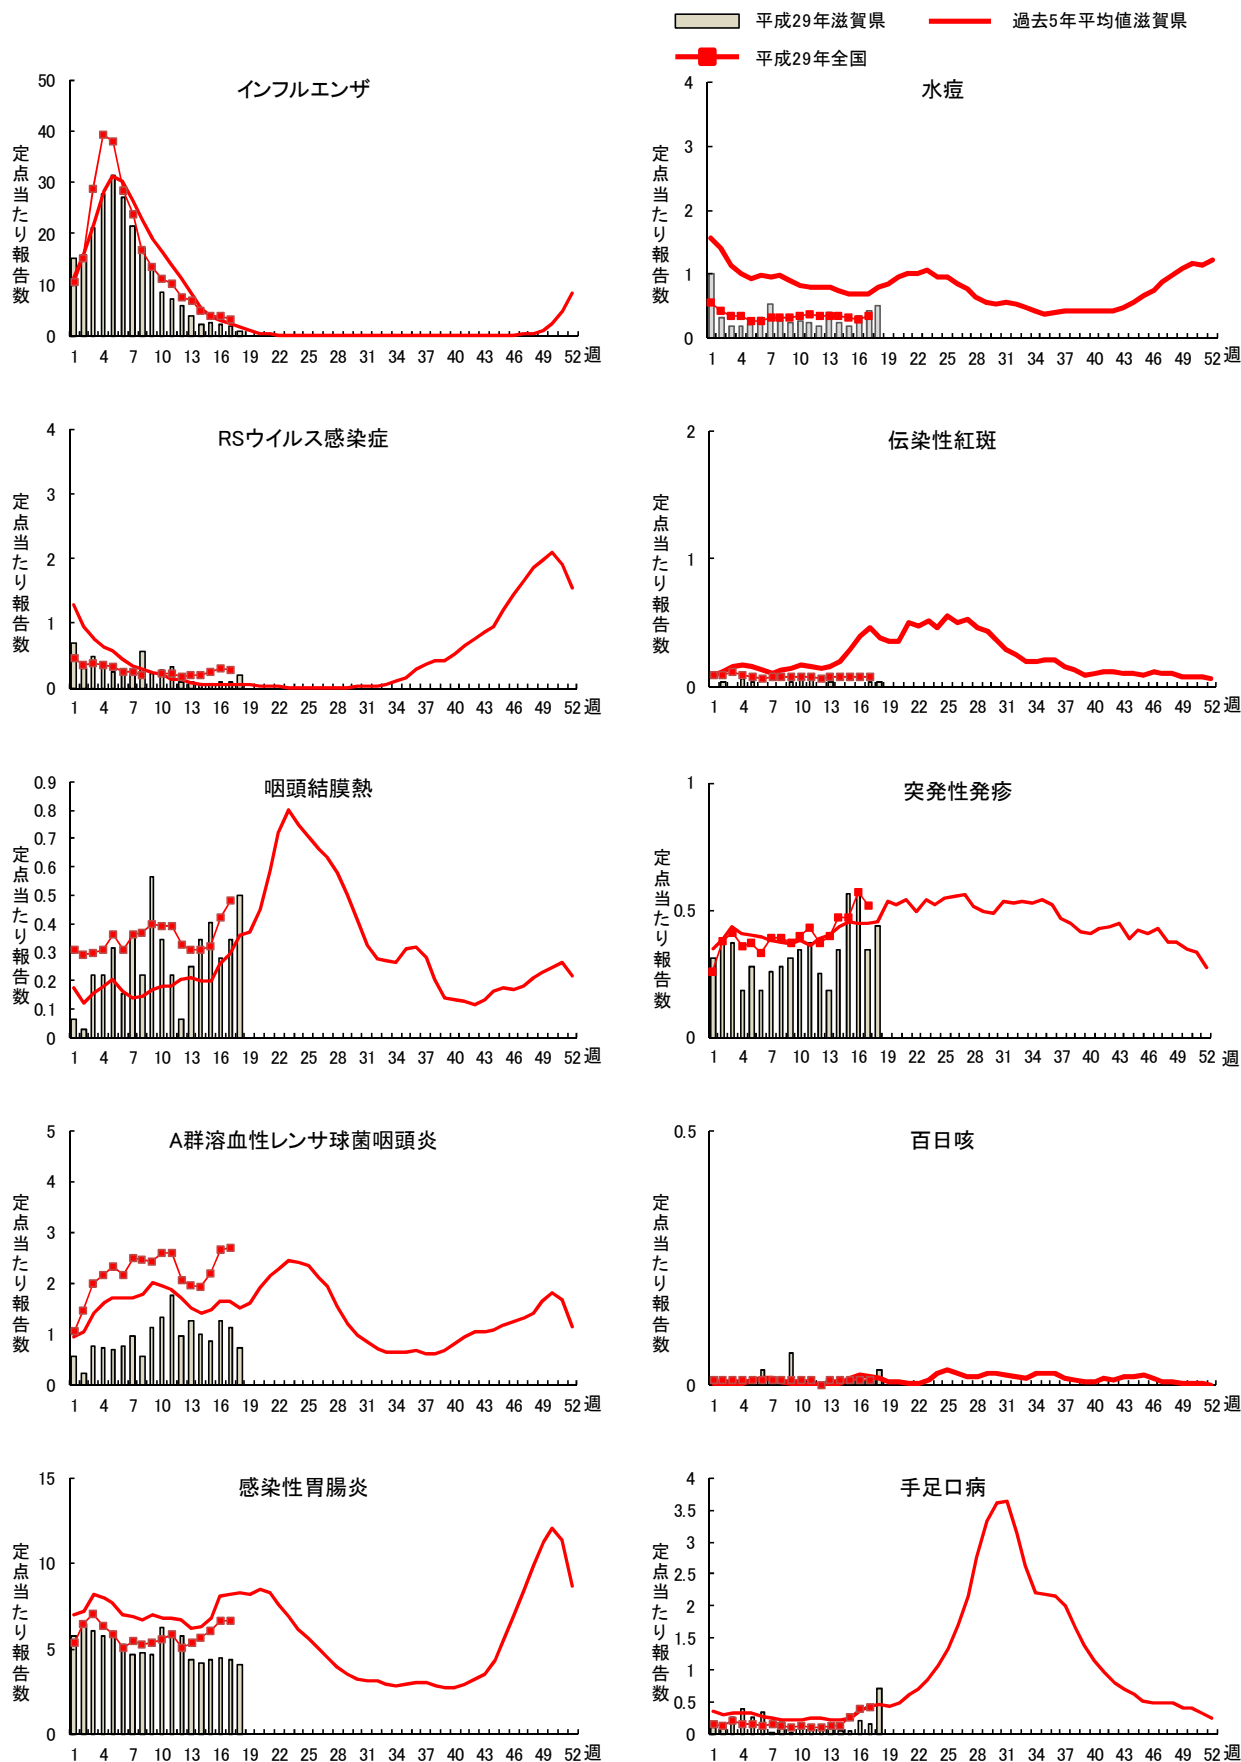 平成29年滋賀県
過去5年平均値滋賀県
平成29年全国
インフルエンザ
定点当たり報告数
50
40
30
20
10
0
1 4 7 10 13 16 19 22 25 28 31 34 37 40 43 46 49 52 週
水痘
定点当たり報告数
4
3
2
1
0
1 4 7 10 13 16 19 22 25 28 31 34 37 40 43 46 49 52 週
RSウイルス感染症
定点当たり報告数
4
3
2
1
0
1 4 7 10 13 16 19 22 25 28 31 34 37 40 43 46 49 52 週
伝染性紅斑
定点当たり報告数
2
1
0
1 4 7 10 13 16 19 22 25 28 31 34 37 40 43 46 49 52 週
咽頭結膜熱
定点当たり報告数
0.9
0.8
0.7
0.6
0.5
0.4
0.3
0.2
0.1
0
1 4 7 10 13 16 19 22 25 28 31 34 37 40 43 46 49 52 週
突発性発疹
定点当たり報告数
1
0.5
0
1 4 7 10 13 16 19 22 25 28 31 34 37 40 43 46 49 52 週
A群溶血性レンサ球菌咽頭炎
定点当たり報告数
5
4
3
2
1
0
1 4 7 10 13 16 19 22 25 28 31 34 37 40 43 46 49 52 週
百日咳
定点当たり報告数
0.5
0
1 4 7 10 13 16 19 22 25 28 31 34 37 40 43 46 49 52 週
感染性胃腸炎
定点当たり報告数
15
10
5
0
1 4 7 10 13 16 19 22 25 28 31 34 37 40 43 46 49 52 週
手足口病
定点当たり報告数
4
3.5
3
2.5
2
1.5
1
0.5
0
1 4 7 10 13 16 19 22 25 28 31 34 37 40 43 46 49 52 週